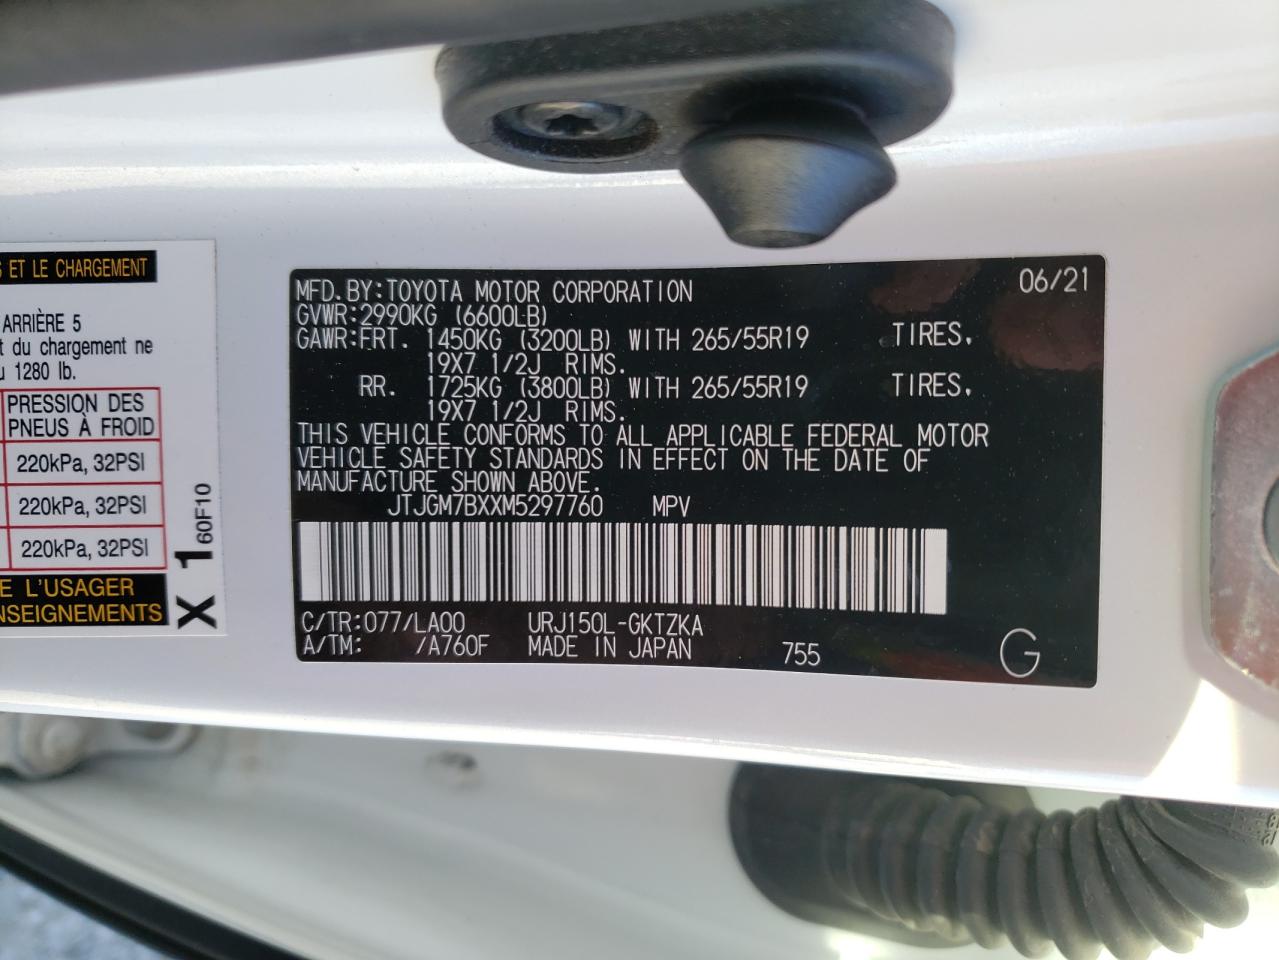 S ET LE CHARGEMENT
ARRIÈRE 5
t du chargement ne
u 1280 lb.
PRESSION DES
PNEUS À FROID
220kPa, 32PSI
220kPa, 32PSI
220kPa, 32PSI
E L'USAGER
NSEIGNEMENTS
X 1 60F10
06/21
MFD.BY:TOYOTA MOTOR CORPORATION
GVWR:2990KG (6600LB)
GAWR:FRT. 1450KG (3200LB) WITH 265/55R19 TIRES.
19X7 1/2J RIMS.
RR. 1725KG (3800LB) WITH 265/55R19 TIRES.
19X7 1/2J RIMS.
THIS VEHICLE CONFORMS TO ALL APPLICABLE FEDERAL MOTOR
VEHICLE SAFETY STANDARDS IN EFFECT ON THE DATE OF
MANUFACTURE SHOWN ABOVE.
JTJGM7BXXM5297760 MPV
C/TR:077/LA00 URJ150L-GKTZKA
A/TM: /A760F MADE IN JAPAN 755 G